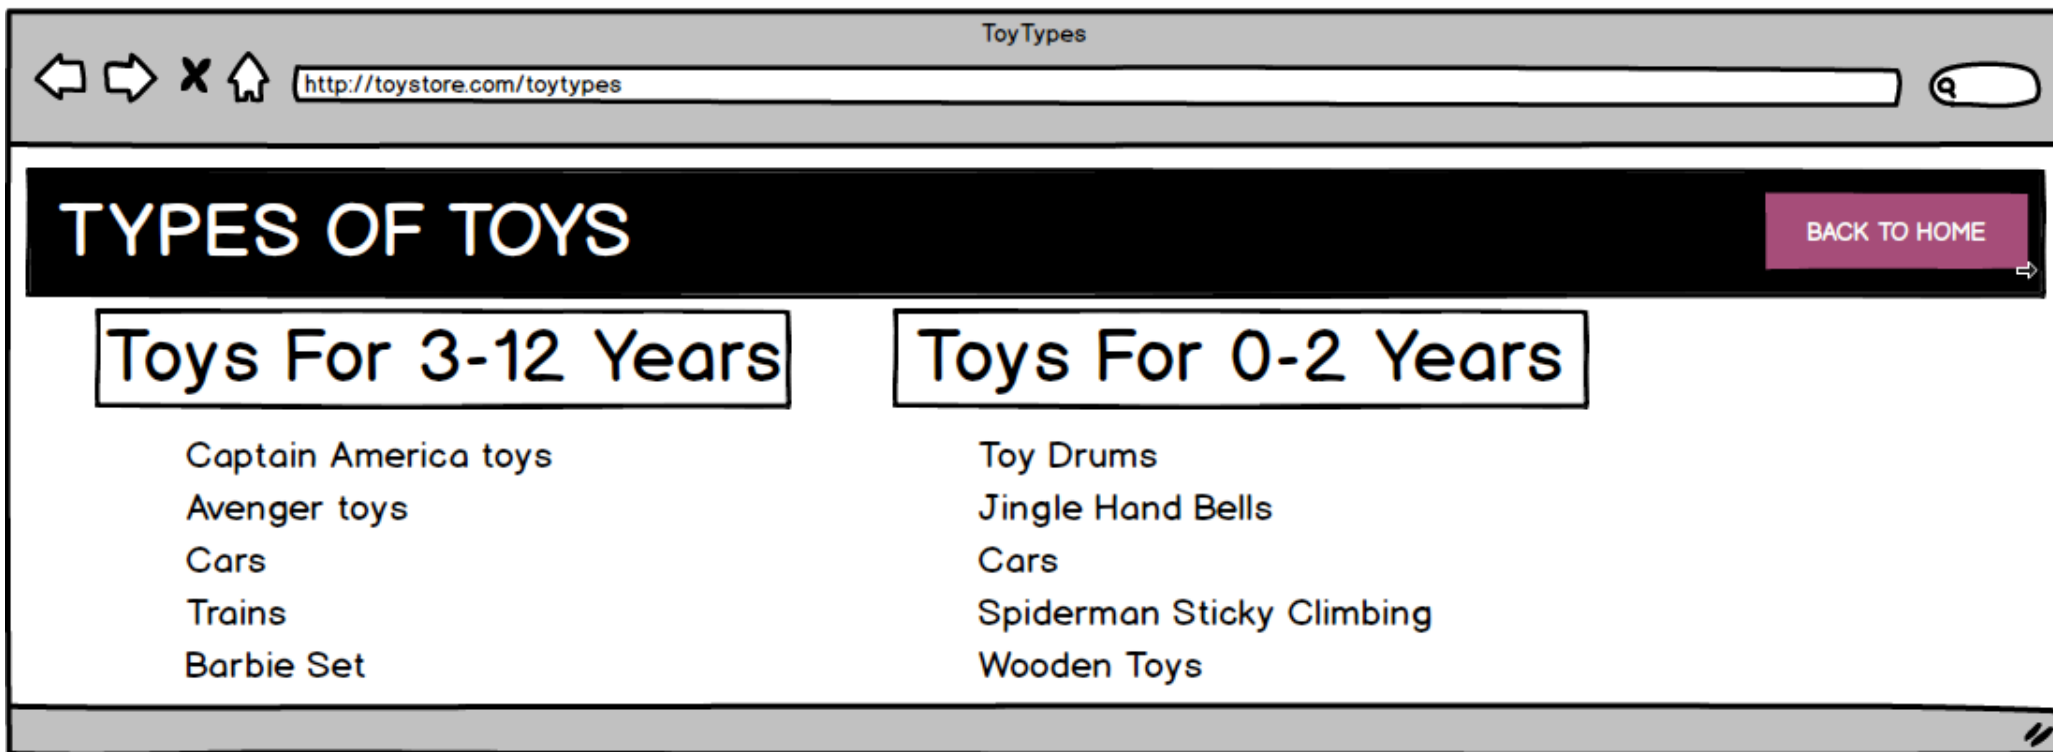 ToyTypes
http://toystore.com/toytypes
TYPES OF TOYS
BACK TO HOME
Toys For 3-12 Years
Captain America toys
Avenger toys
Cars
Trains
Barbie Set
Toys For 0-2 Years
Toy Drums
Jingle Hand Bells
Cars
Spiderman Sticky Climbing
Wooden Toys